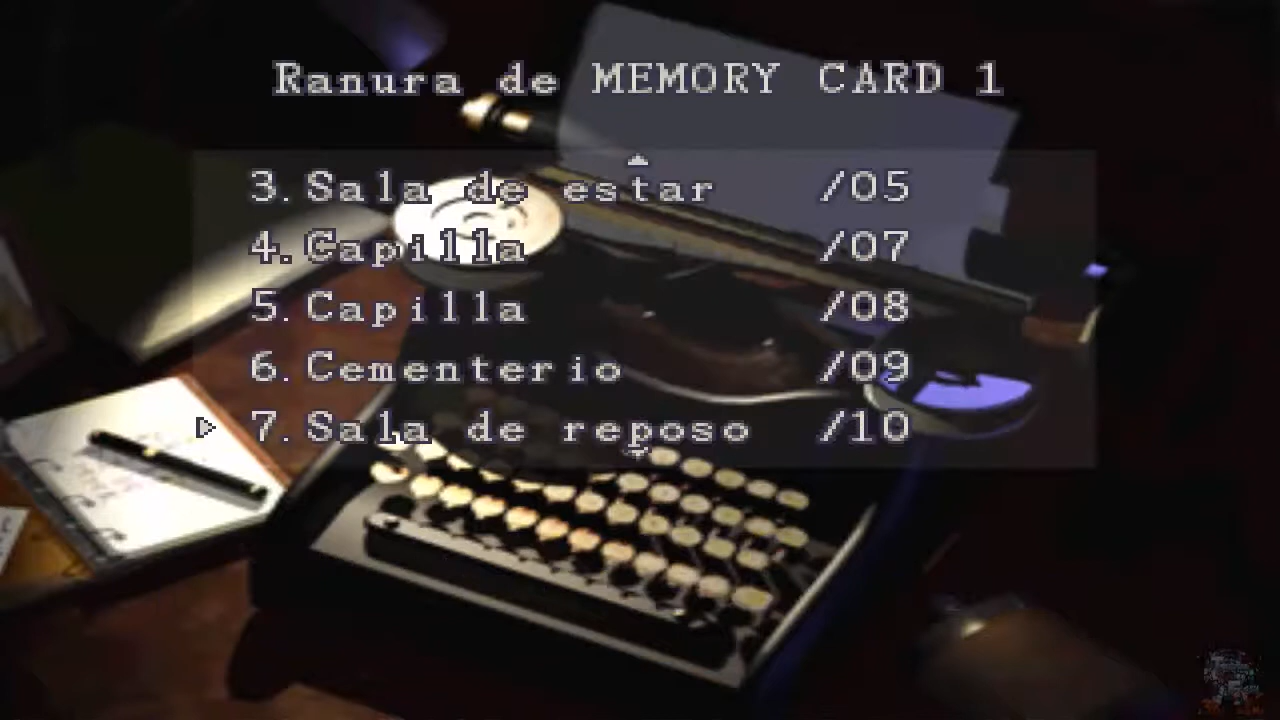 Ranura de MEMORY CARD 1
3. Sala de estar /05
4. Capilla /07
5. Capilla /08
6. Cementerio /09
7. Sala de reposo /10